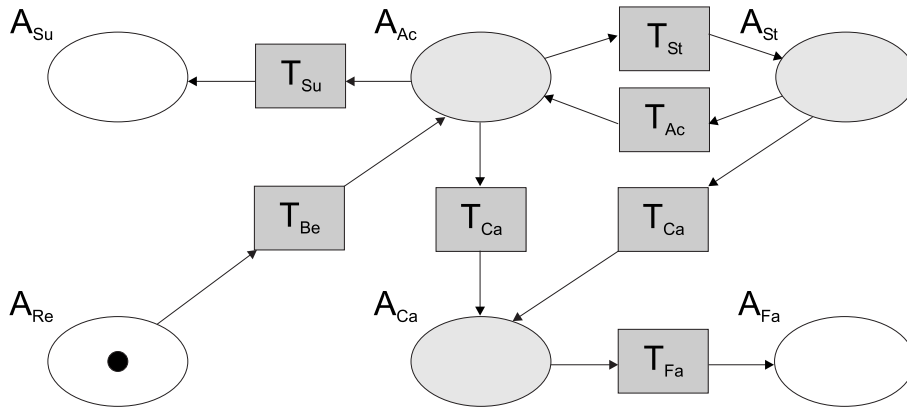 A_Su
A_Ac
A_St
T_Su
T_St
T_Ac
T_Be
T_Ca
T_Ca
A_Re
A_Ca
A_Fa
T_Fa